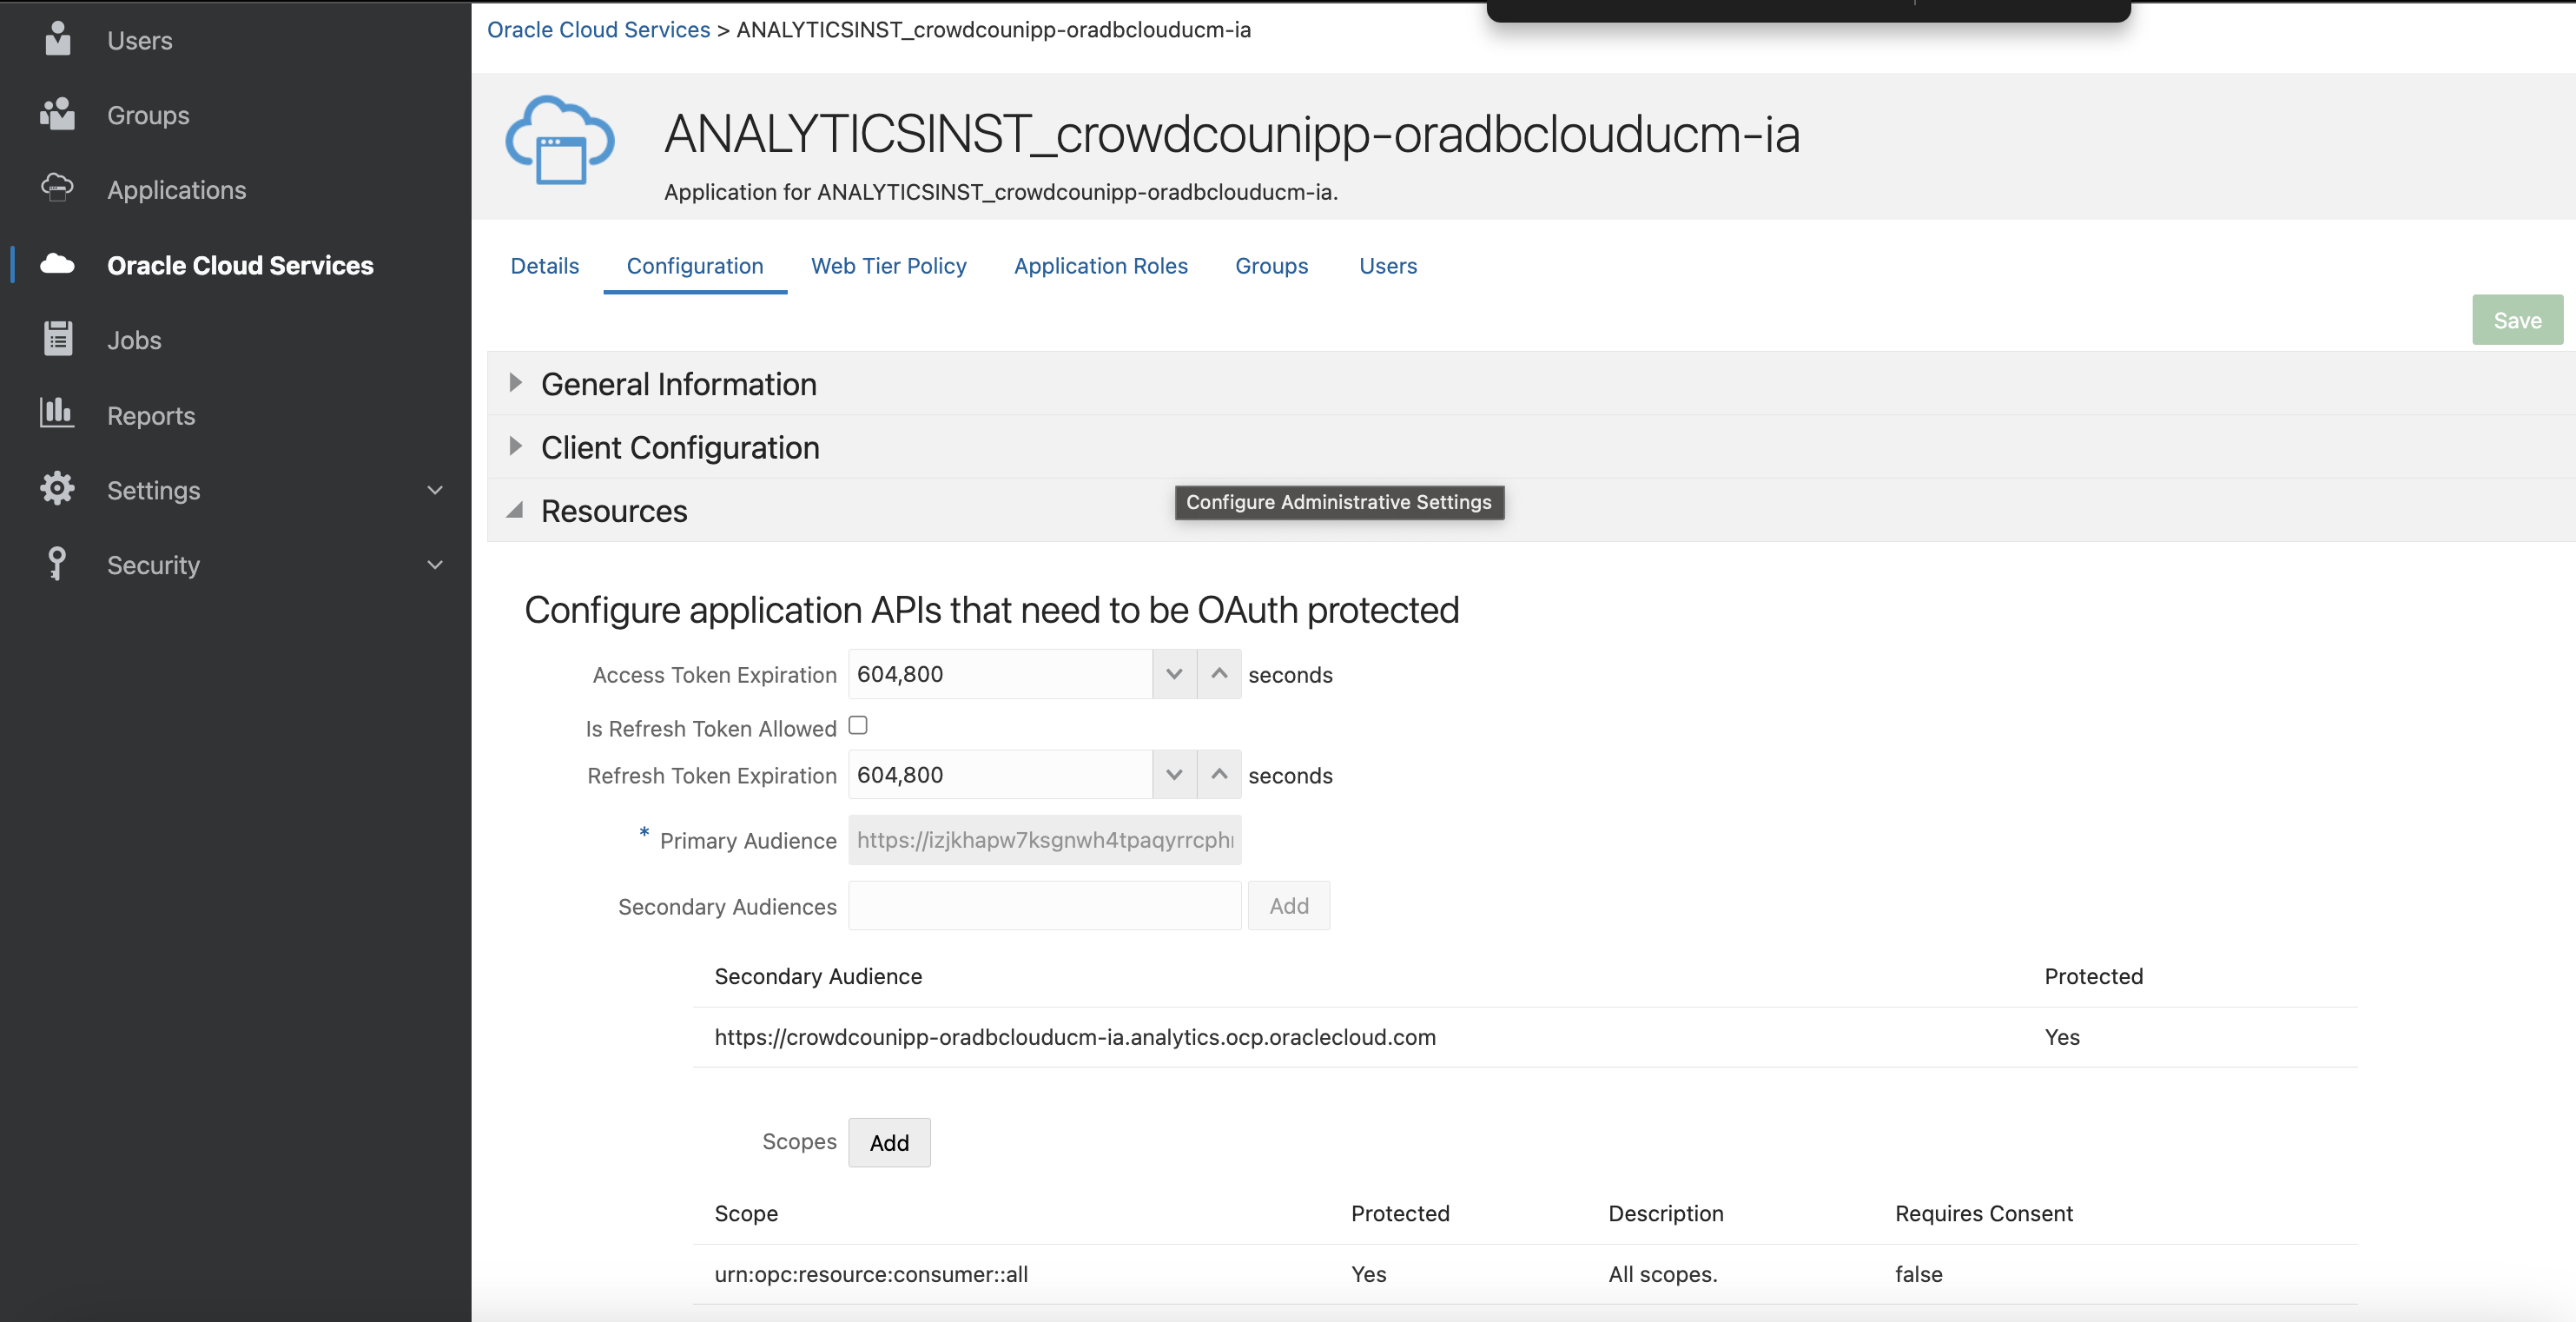 Users
Groups
Applications
Oracle Cloud Services
Jobs
Reports
Settings
Security
Oracle Cloud Services > ANALYTICSINST_crowdcounipp-oradbclouducm-ia
ANALYTICSINST_crowdcounipp-oradbclouducm-ia
Application for ANALYTICSINST_crowdcounipp-oradbclouducm-ia.
Details Configuration Web Tier Policy Application Roles Groups Users
Save
General Information
Client Configuration
Resources
Configure Administrative Settings
Configure application APIs that need to be OAuth protected
Access Token Expiration 604,800 seconds
Is Refresh Token Allowed
Refresh Token Expiration 604,800 seconds
* Primary Audience https://izjkhapw7ksgnwh4tpaqyrrcph
Secondary Audiences Add
Secondary Audience Protected
https://crowdcounipp-oradbclouducm-ia.analytics.ocp.oraclecloud.com Yes
Scopes Add
Scope Protected Description Requires Consent
urn:opc:resource:consumer::all Yes All scopes. false